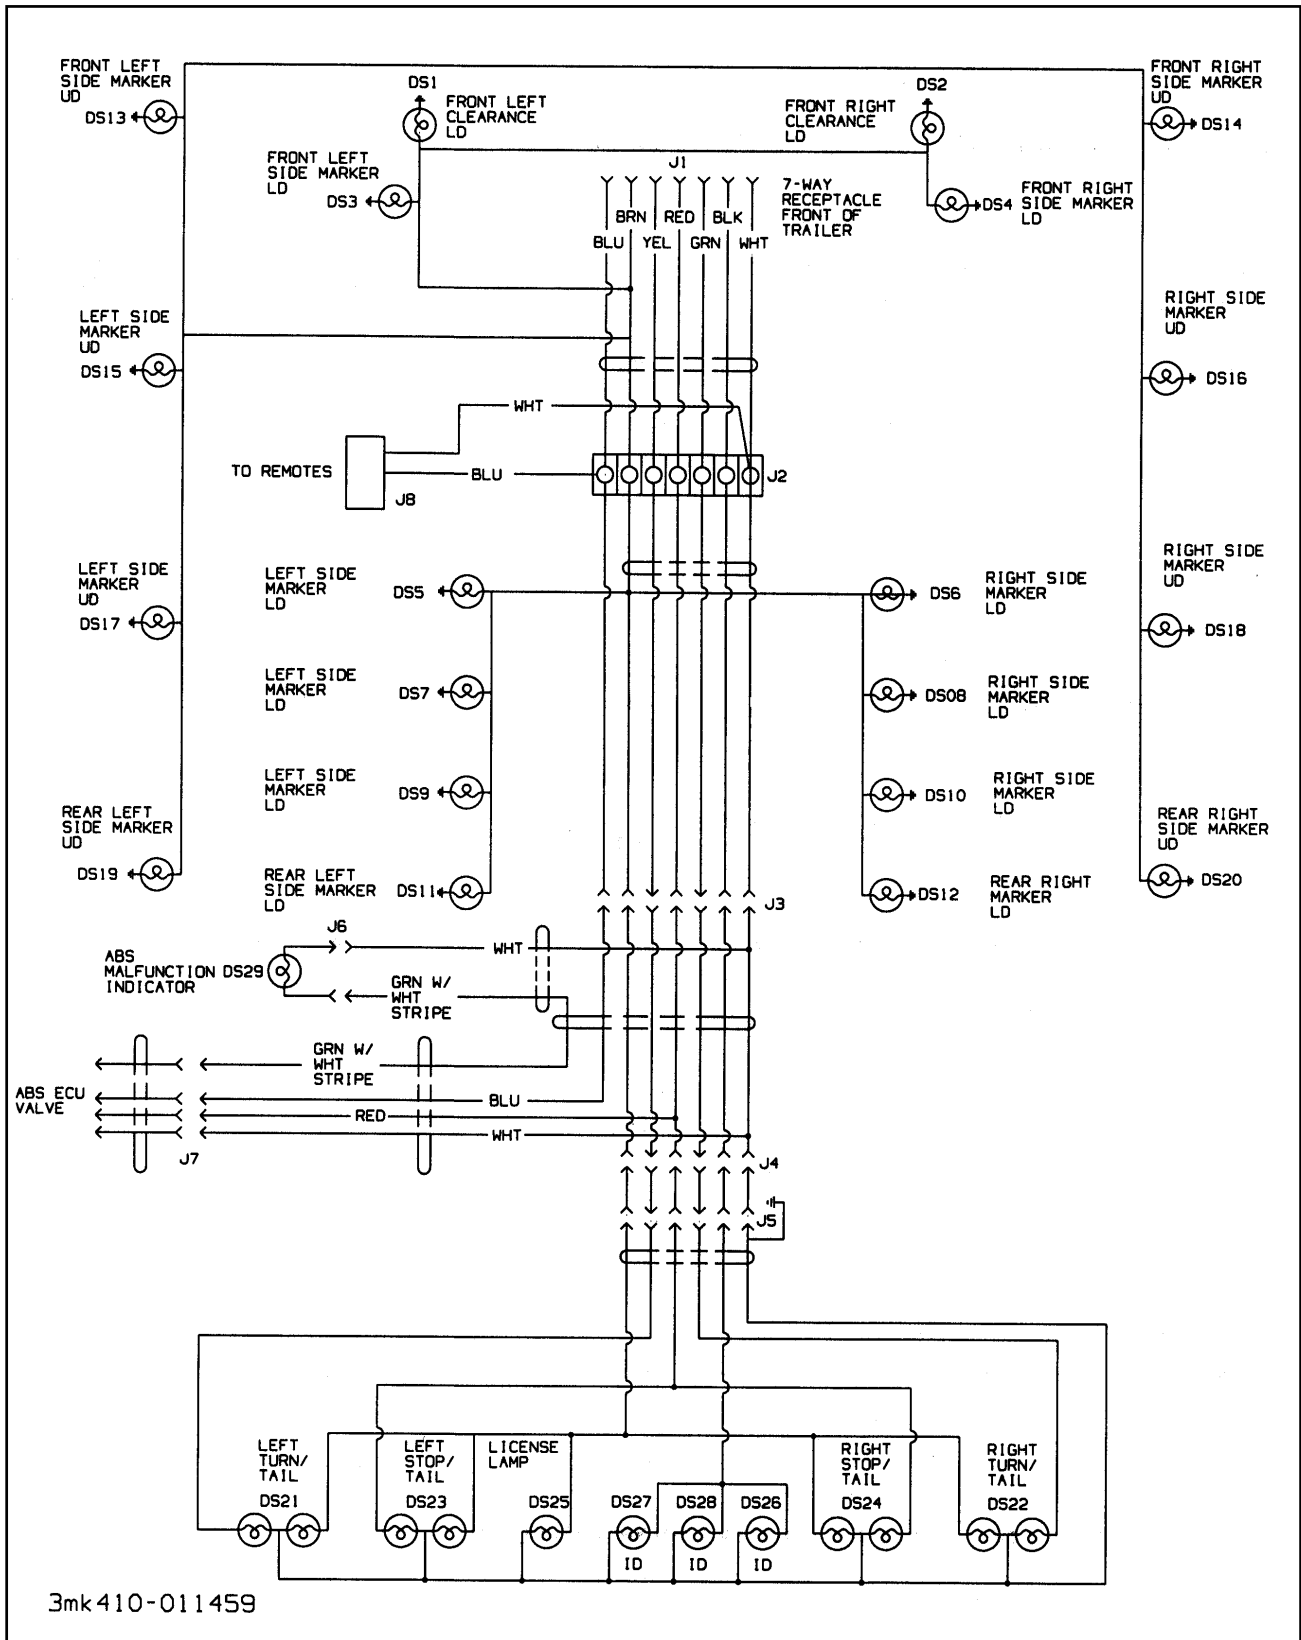 FRONT LEFT
SIDE MARKER
UD
DS13
DS1
FRONT LEFT
CLEARANCE
LD
DS2
FRONT RIGHT
CLEARANCE
LD
FRONT RIGHT
SIDE MARKER
UD
DS14
FRONT LEFT
SIDE MARKER
LD
DS3
J1
7-WAY
RECEPTACLE
FRONT OF
TRAILER
DS4
FRONT RIGHT
SIDE MARKER
LD
BRN RED BLK
BLU YEL GRN WHT
LEFT SIDE
MARKER
UD
DS15
RIGHT SIDE
MARKER
UD
DS16
WHT
TO REMOTES
BLU
J8
J2
LEFT SIDE
MARKER
UD
DS17
LEFT SIDE
MARKER
LD
DS5
DS6
RIGHT SIDE
MARKER
LD
RIGHT SIDE
MARKER
UD
DS18
LEFT SIDE
MARKER
LD
DS7
DS08
RIGHT SIDE
MARKER
LD
LEFT SIDE
MARKER
LD
DS9
DS10
RIGHT SIDE
MARKER
LD
REAR LEFT
SIDE MARKER
UD
DS19
REAR LEFT
SIDE MARKER
LD
DS11
J3
DS12
REAR RIGHT
MARKER
LD
REAR RIGHT
SIDE MARKER
UD
DS20
J6
WHT
ABS
MALFUNCTION DS29
INDICATOR
GRN W/
WHT
STRIPE
GRN W/
WHT
STRIPE
ABS ECU
VALVE
BLU
RED
WHT
J7
J4
J5
LEFT
TURN/
TAIL
DS21
LEFT
STOP/
TAIL
DS23
LICENSE
LAMP
DS25
DS27
DS28
DS26
RIGHT
STOP/
TAIL
DS24
RIGHT
TURN/
TAIL
DS22
ID
ID
ID
3mk410-011459